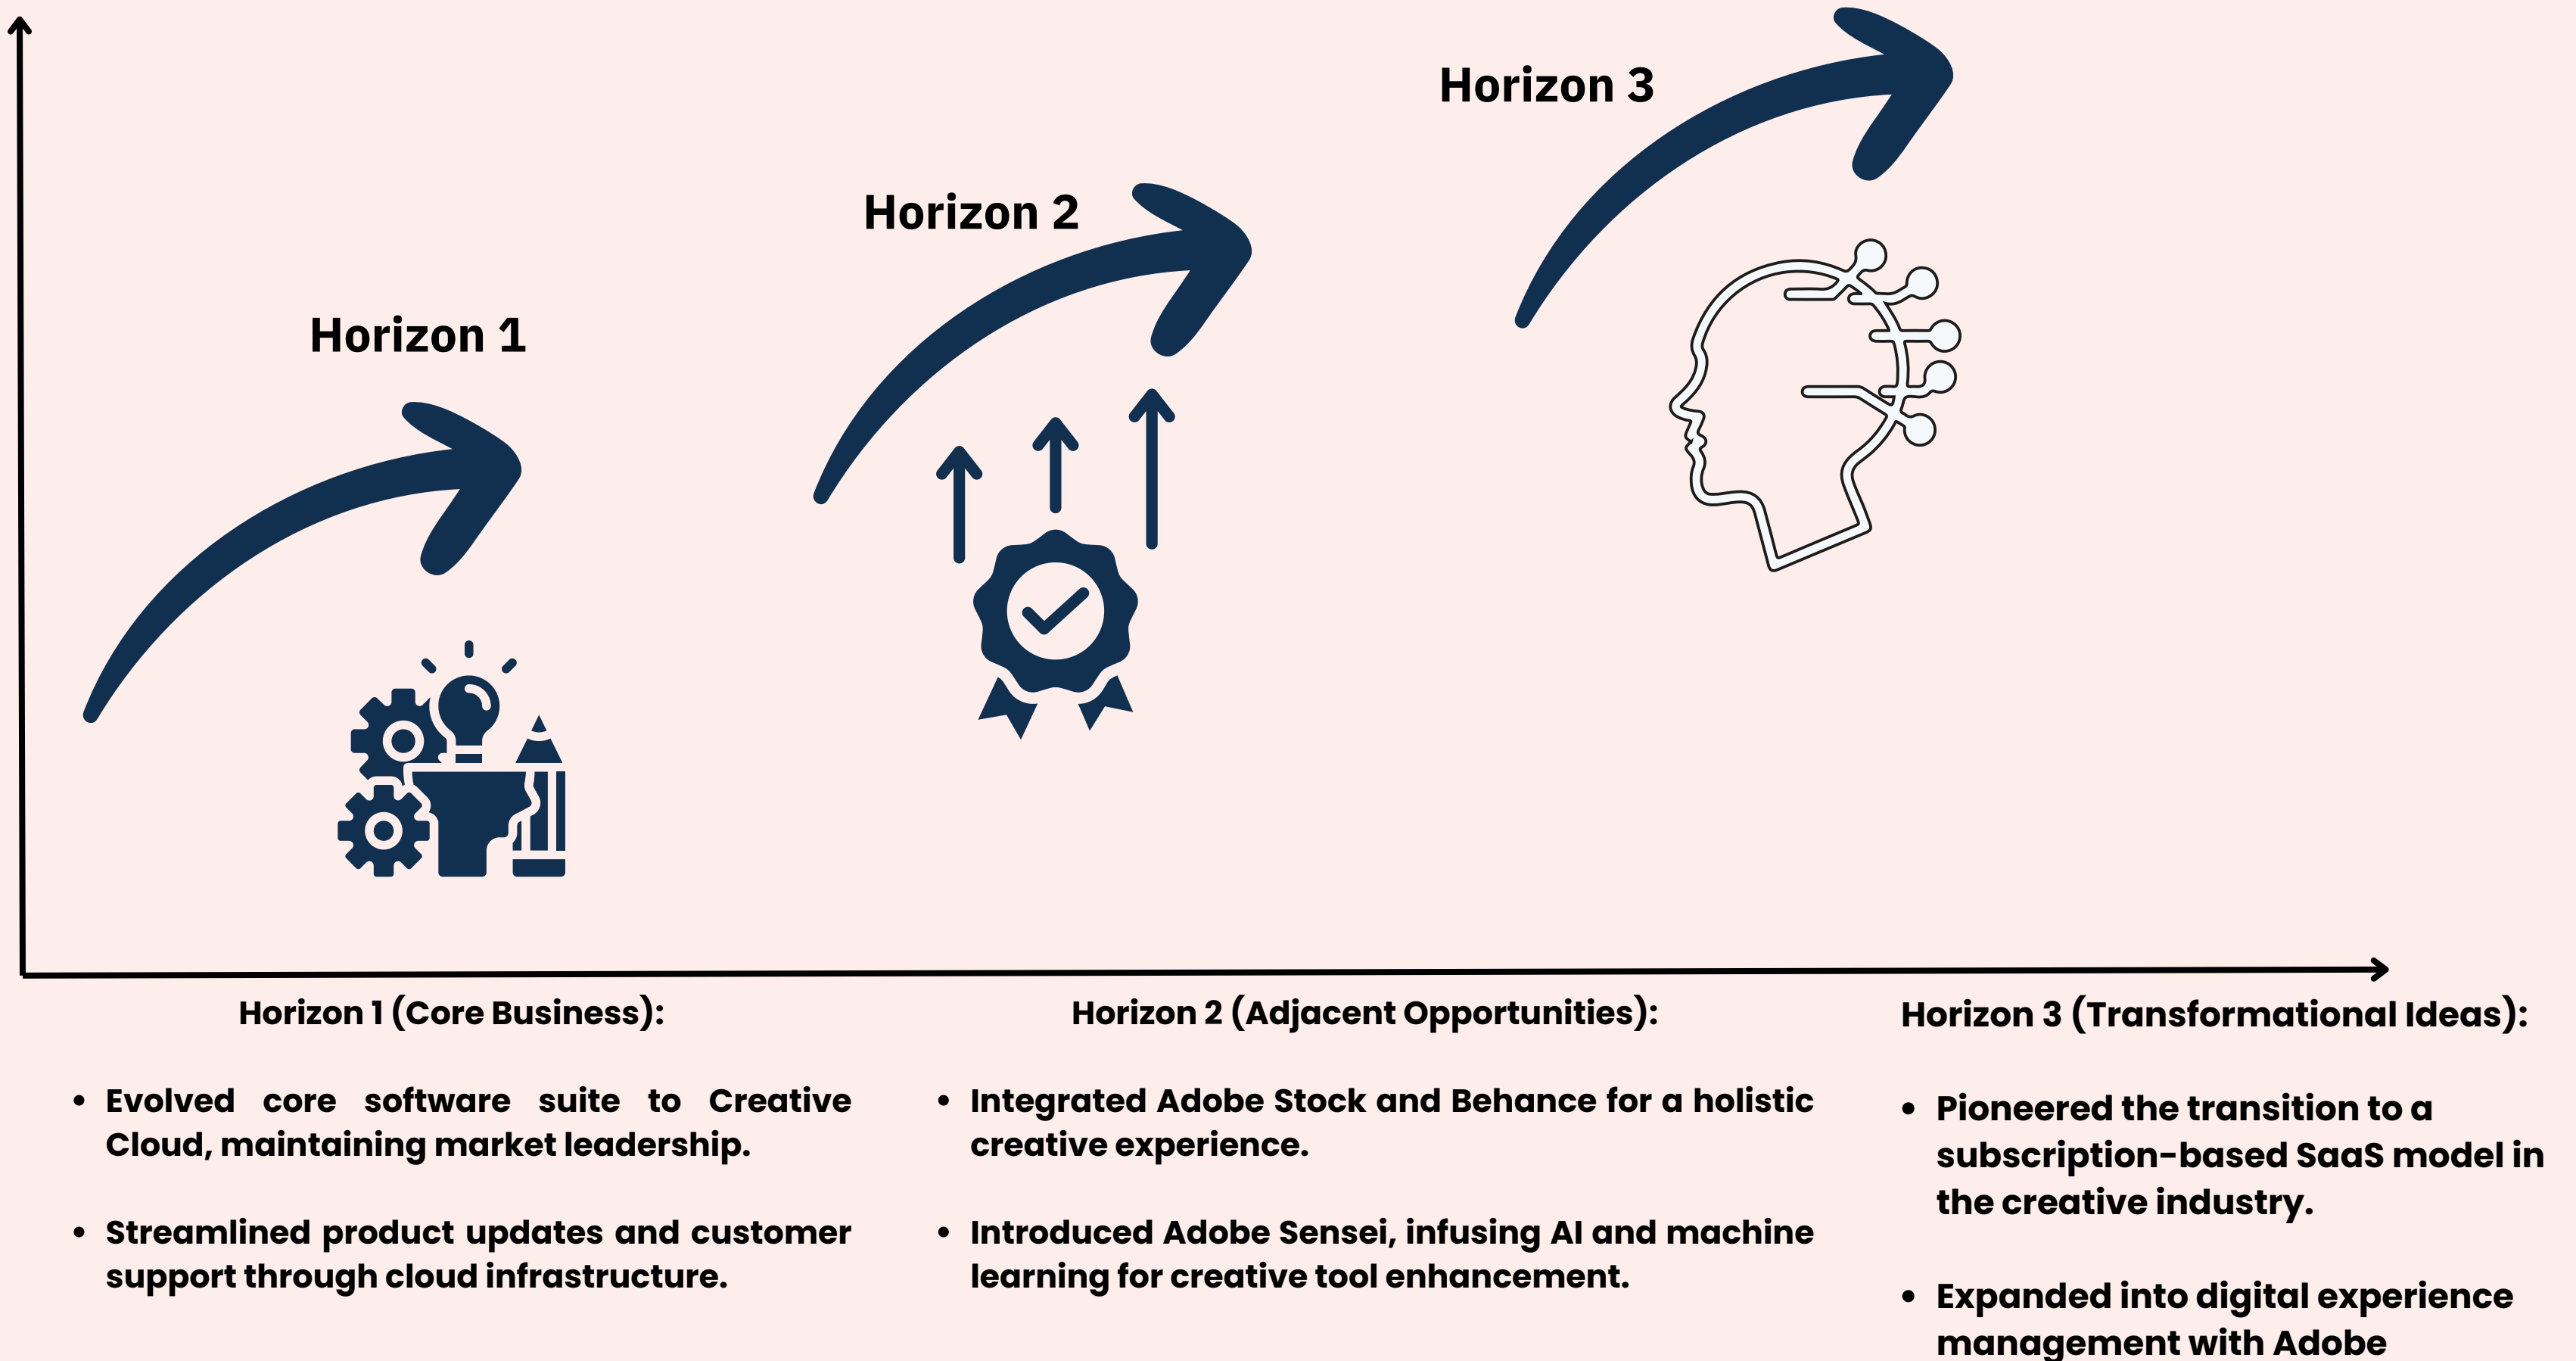 Horizon 3
Horizon 2
Horizon 1
Horizon 1 (Core Business):
• Evolved core software suite to Creative
Cloud, maintaining market leadership.
• Streamlined product updates and customer
support through cloud infrastructure.
Horizon 2 (Adjacent Opportunities):
• Integrated Adobe Stock and Behance for a holistic
creative experience.
• Introduced Adobe Sensei, infusing AI and machine
learning for creative tool enhancement.
Horizon 3 (Transformational Ideas):
• Pioneered the transition to a
subscription-based SaaS model in
the creative industry.
• Expanded into digital experience
management with Adobe